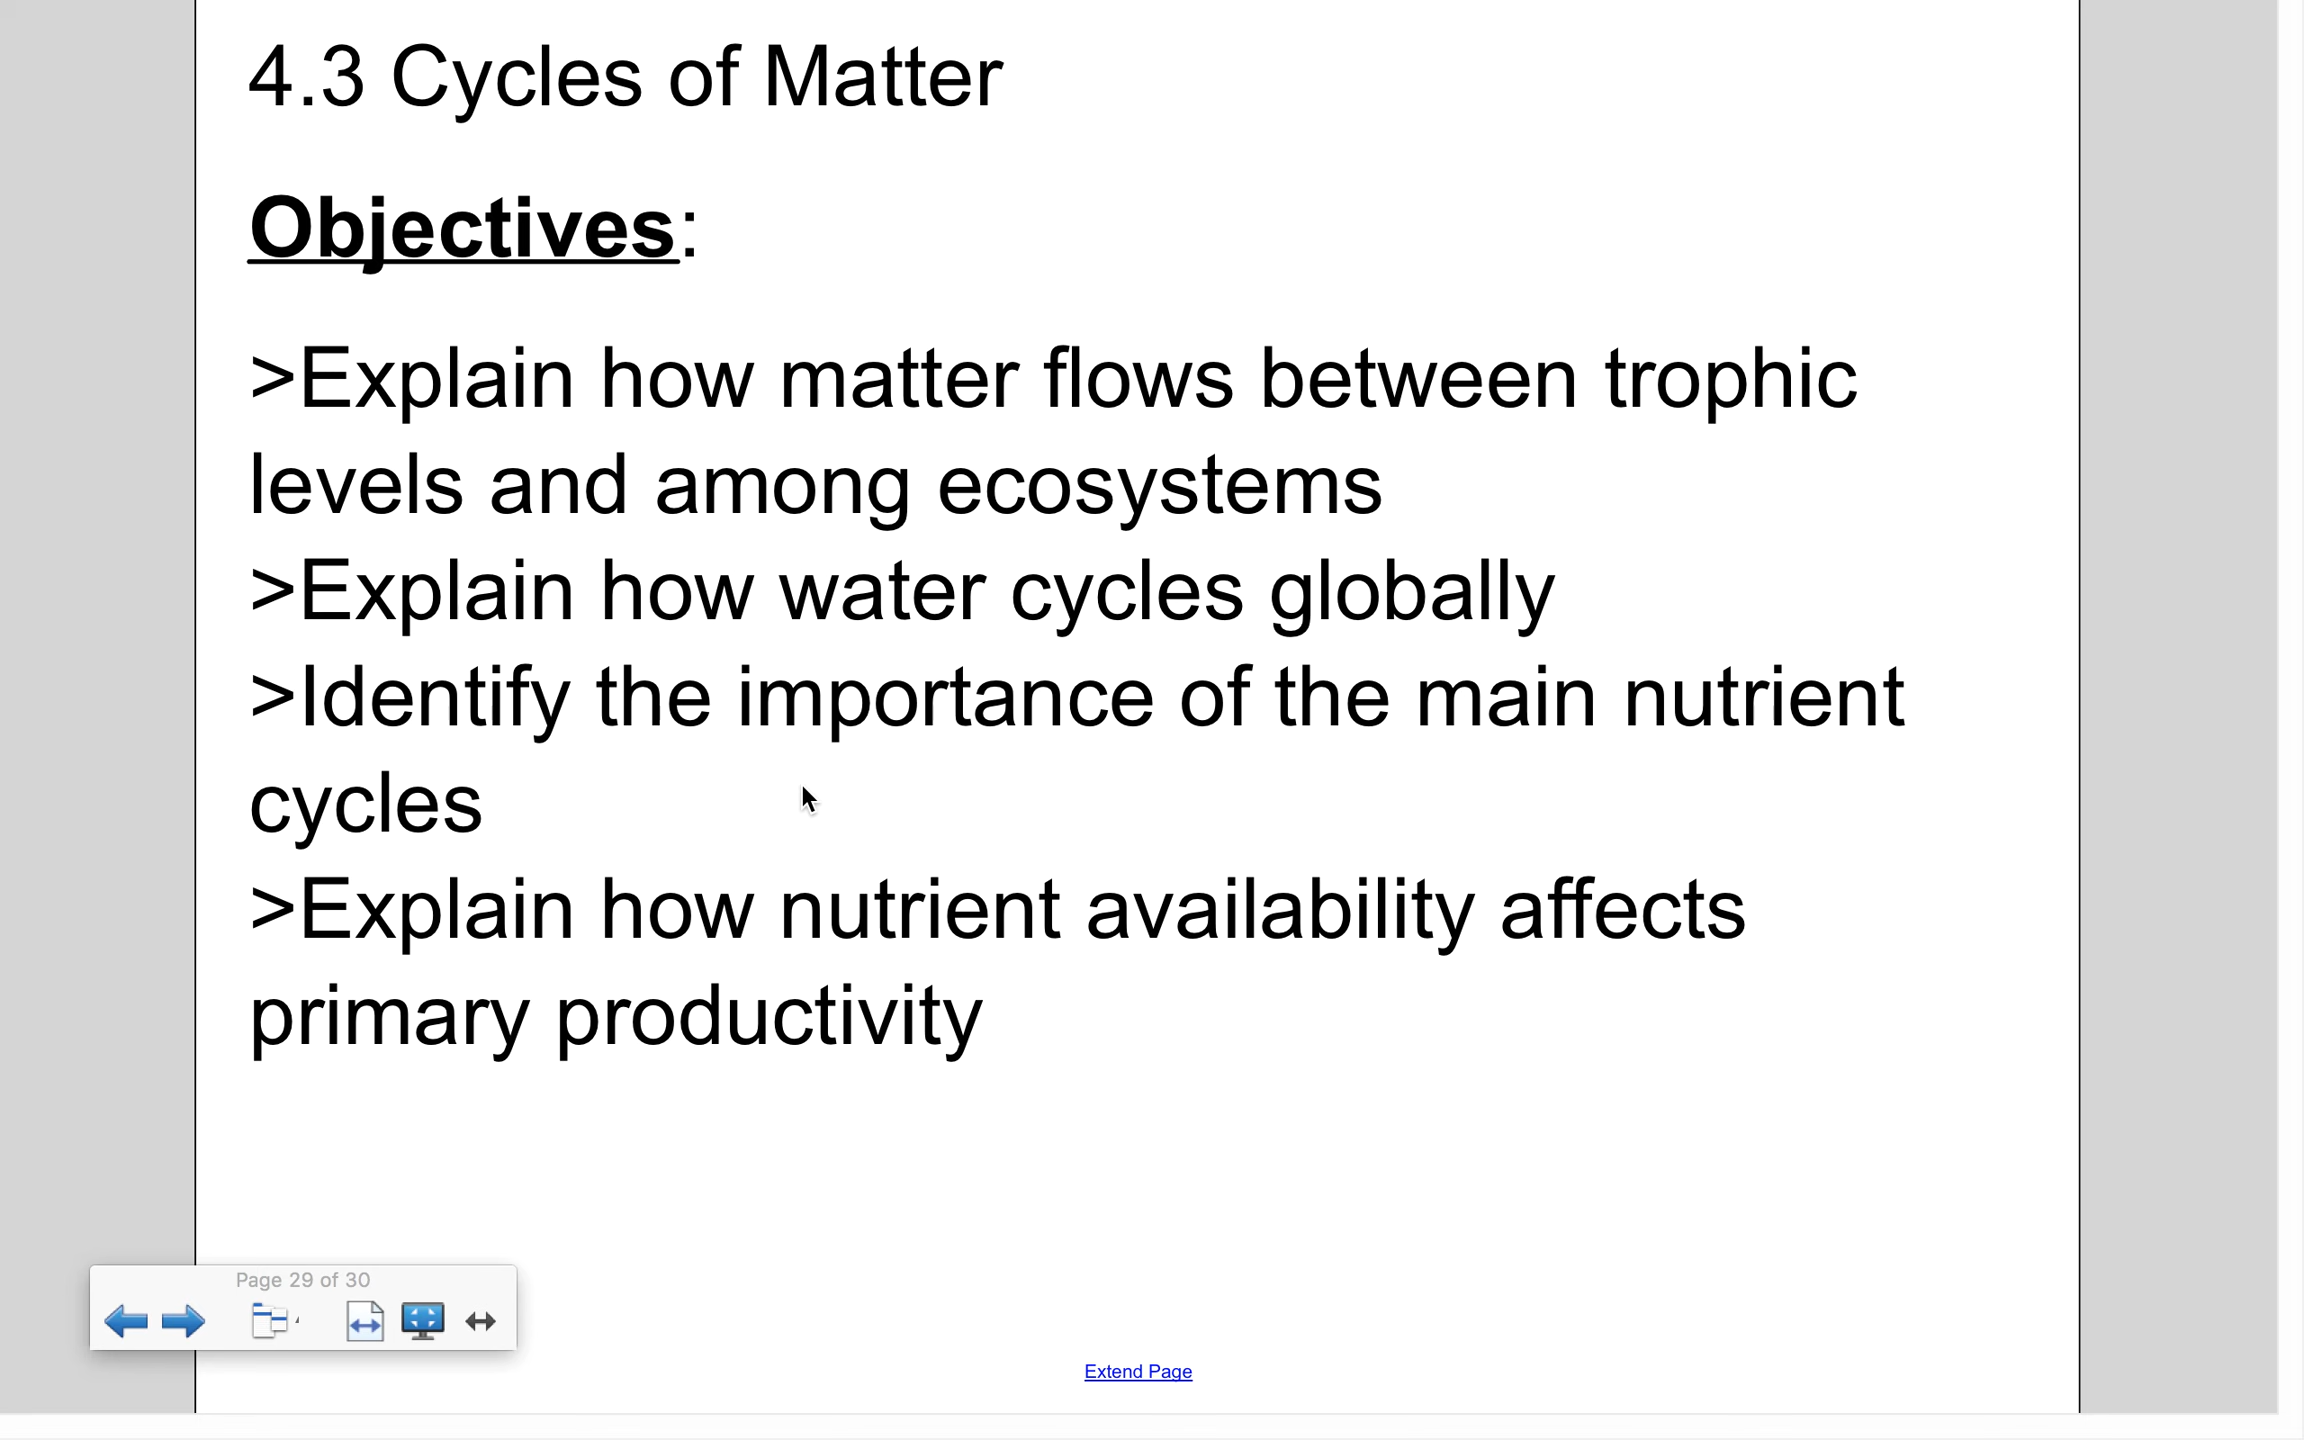 4.3 Cycles of Matter
Objectives:
>Explain how matter flows between trophic
levels and among ecosystems
>Explain how water cycles globally
>Identify the importance of the main nutrient
cycles
>Explain how nutrient availability affects
primary productivity
Page 29 of 30
Extend Page